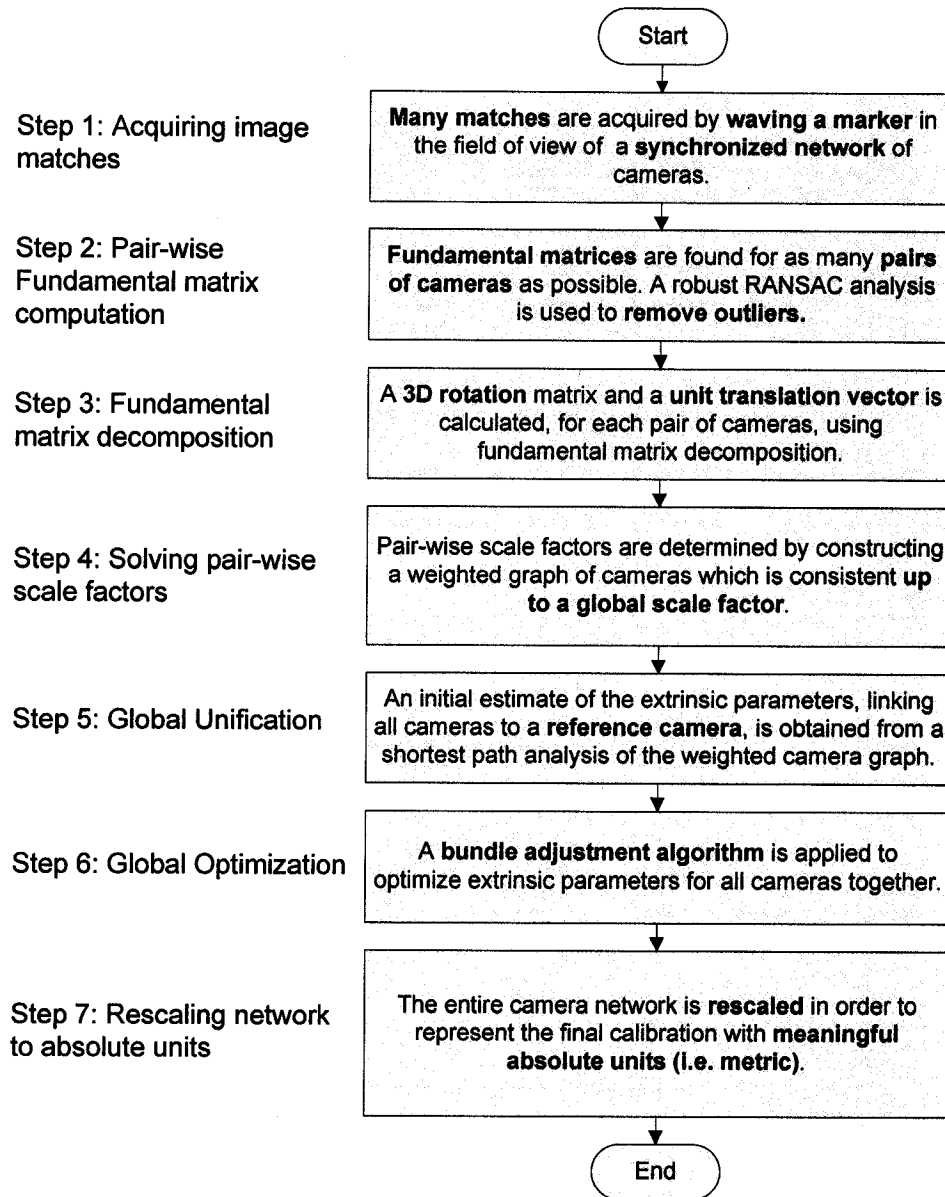 Start
Step 1: Acquiring image
matches
Many matches are acquired by waving a marker in
the field of view of a synchronized network of
cameras.
Step 2: Pair-wise
Fundamental matrix
computation
Fundamental matrices are found for as many pairs
of cameras as possible. A robust RANSAC analysis
is used to remove outliers.
Step 3: Fundamental
matrix decomposition
A 3D rotation matrix and a unit translation vector is
calculated, for each pair of cameras, using
fundamental matrix decomposition.
Step 4: Solving pair-wise
scale factors
Pair-wise scale factors are determined by constructing
a weighted graph of cameras which is consistent up
to a global scale factor.
Step 5: Global Unification
An initial estimate of the extrinsic parameters, linking
all cameras to a reference camera, is obtained from a
shortest path analysis of the weighted camera graph.
Step 6: Global Optimization
A bundle adjustment algorithm is applied to
optimize extrinsic parameters for all cameras together.
Step 7: Rescaling network
to absolute units
The entire camera network is rescaled in order to
represent the final calibration with meaningful
absolute units (i.e. metric).
End